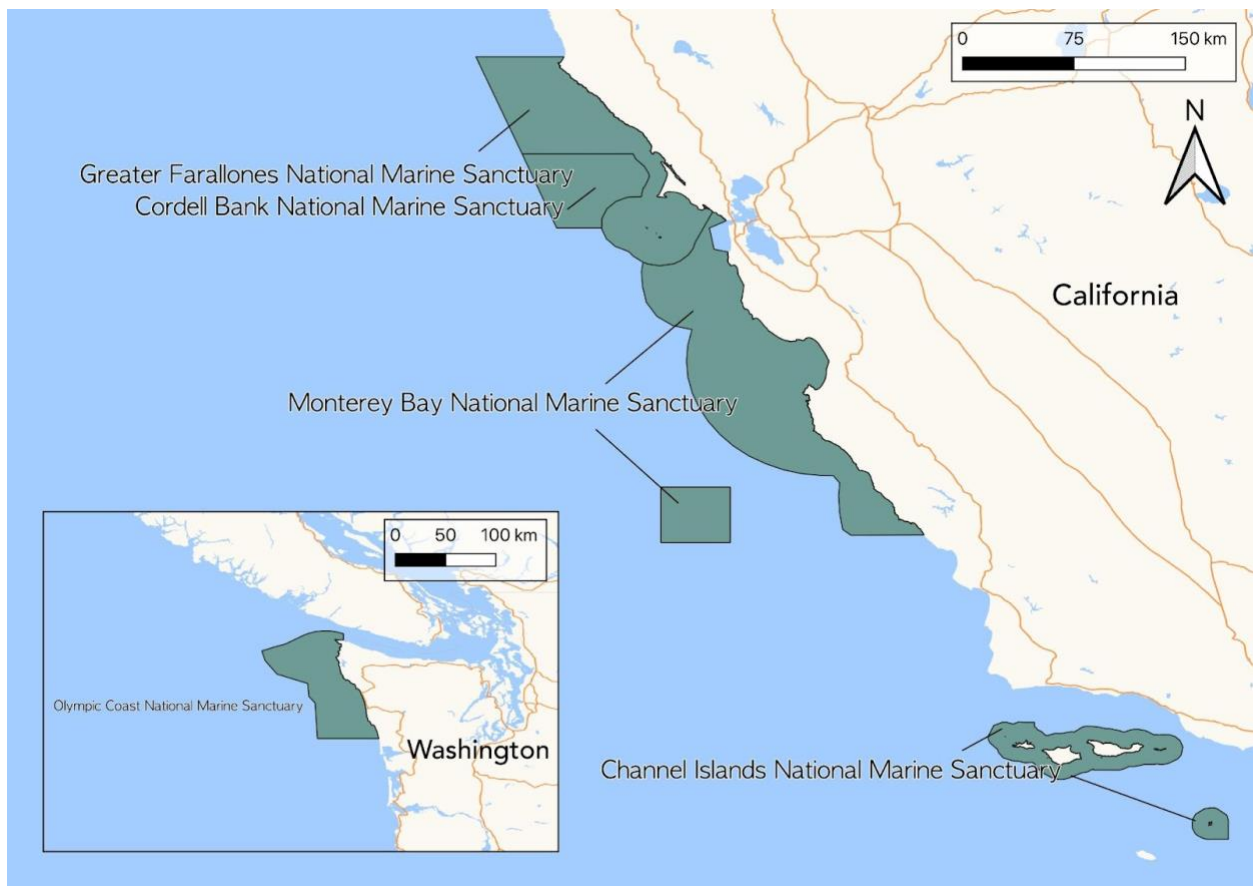 0 75 150 km
N
Greater Farallones National Marine Sanctuary
Cordell Bank National Marine Sanctuary
California
Monterey Bay National Marine Sanctuary
0 50 100 km
Olympic Coast National Marine Sanctuary
Washington
Channel Islands National Marine Sanctuary